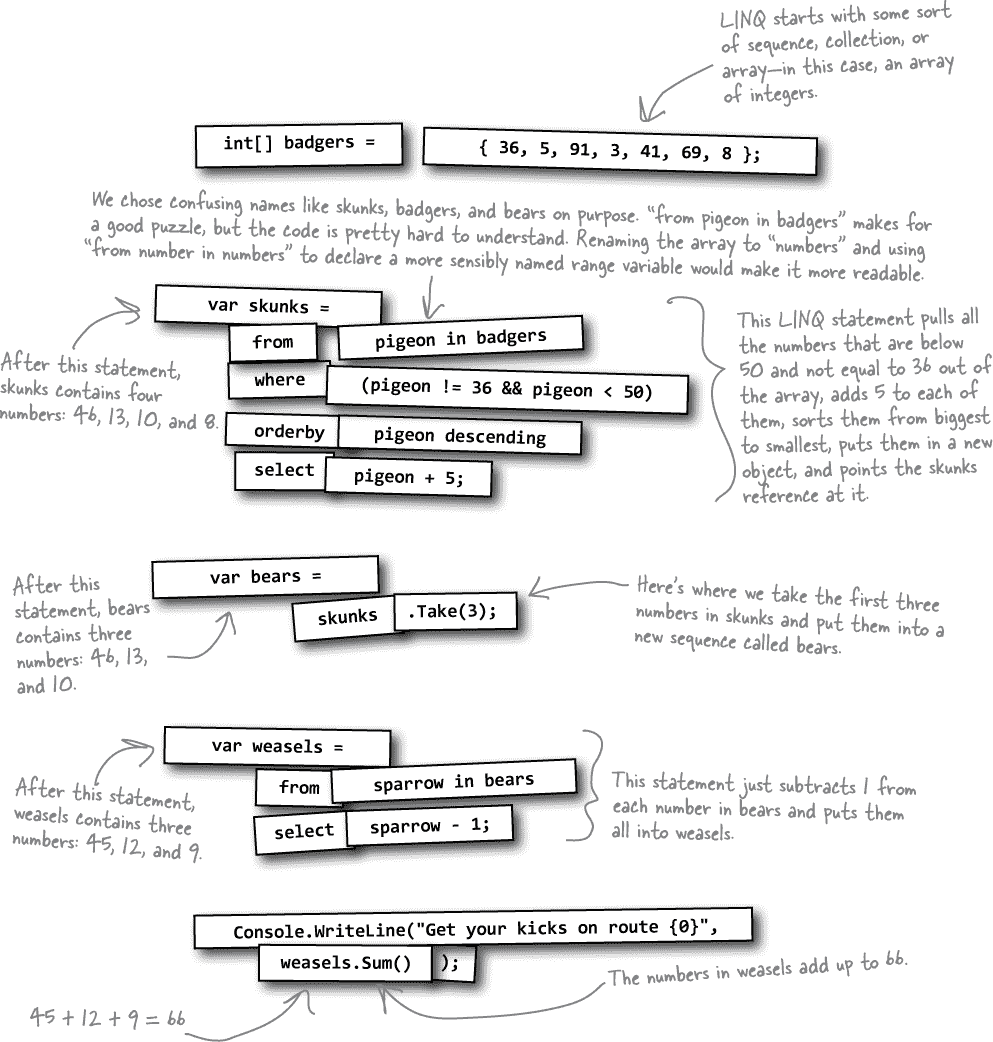 LINQ starts with some sort
of sequence, collection, or
array—in this case, an array
of integers.
int[] badgers =
{ 36, 5, 91, 3, 41, 69, 8 };
We chose confusing names like skunks, badgers, and bears on purpose. “from pigeon in badgers” makes for
a good puzzle, but the code is pretty hard to understand. Renaming the array to “numbers” and using
“from number in numbers” to declare a more sensibly named range variable would make it more readable.
var skunks =
from pigeon in badgers
where (pigeon != 36 && pigeon < 50)
orderby pigeon descending
select pigeon + 5;
After this statement,
skunks contains four
numbers: 46, 13, 10, and 8.
This LINQ statement pulls all
the numbers that are below
50 and not equal to 36 out of
the array, adds 5 to each of
them, sorts them from biggest
to smallest, puts them in a new
object, and points the skunks
reference at it.
After this
statement, bears
contains three
numbers: 46, 13,
and 10.
var bears =
skunks .Take(3);
Here’s where we take the first three
numbers in skunks and put them into a
new sequence called bears.
After this statement,
weasels contains three
numbers: 45, 12, and 9.
var weasels =
from sparrow in bears
select sparrow - 1;
This statement just subtracts 1 from
each number in bears and puts them
all into weasels.
Console.WriteLine("Get your kicks on route {0}",
weasels.Sum() );
The numbers in weasels add up to 66.
45 + 12 + 9 = 66